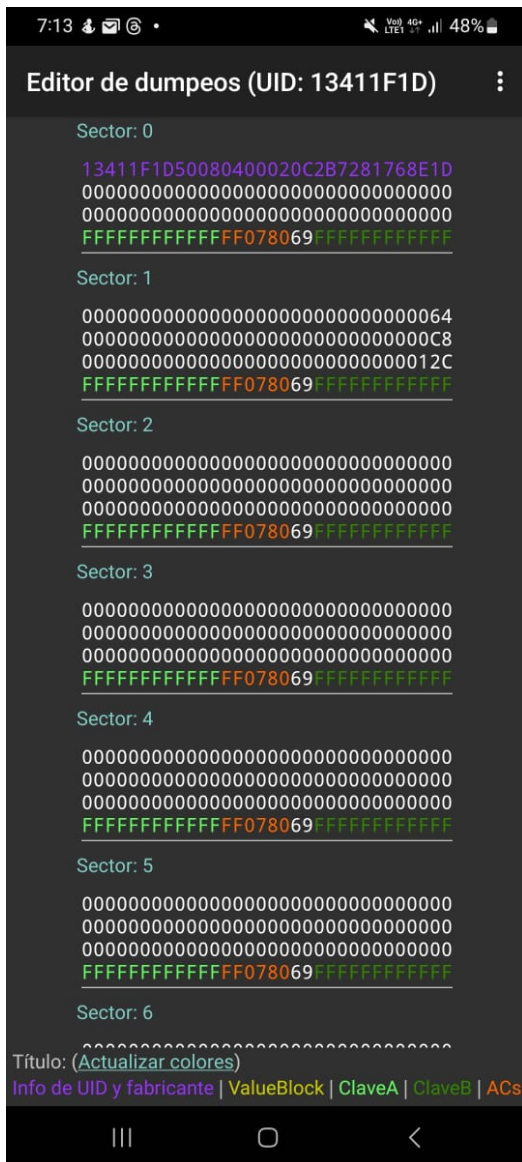 7:13
Vo)) 4G+
LTE1
48%
Editor de dumpeos (UID: 13411F1D)
Sector: 0
13411F1D50080400020C2B7281768E1D
00000000000000000000000000000000
00000000000000000000000000000000
FFFFFFFFFFFFFF078069FFFFFFFFFFFF
Sector: 1
00000000000000000000000000000064
000000000000000000000000000000C8
0000000000000000000000000000012C
FFFFFFFFFFFFFF078069FFFFFFFFFFFF
Sector: 2
00000000000000000000000000000000
00000000000000000000000000000000
00000000000000000000000000000000
FFFFFFFFFFFFFF078069FFFFFFFFFFFF
Sector: 3
00000000000000000000000000000000
00000000000000000000000000000000
00000000000000000000000000000000
FFFFFFFFFFFFFF078069FFFFFFFFFFFF
Sector: 4
00000000000000000000000000000000
00000000000000000000000000000000
00000000000000000000000000000000
FFFFFFFFFFFFFF078069FFFFFFFFFFFF
Sector: 5
00000000000000000000000000000000
00000000000000000000000000000000
00000000000000000000000000000000
FFFFFFFFFFFFFF078069FFFFFFFFFFFF
Sector: 6
Título: (Actualizar colores)
Info de UID y fabricante | ValueBlock | ClaveA | ClaveB | ACs